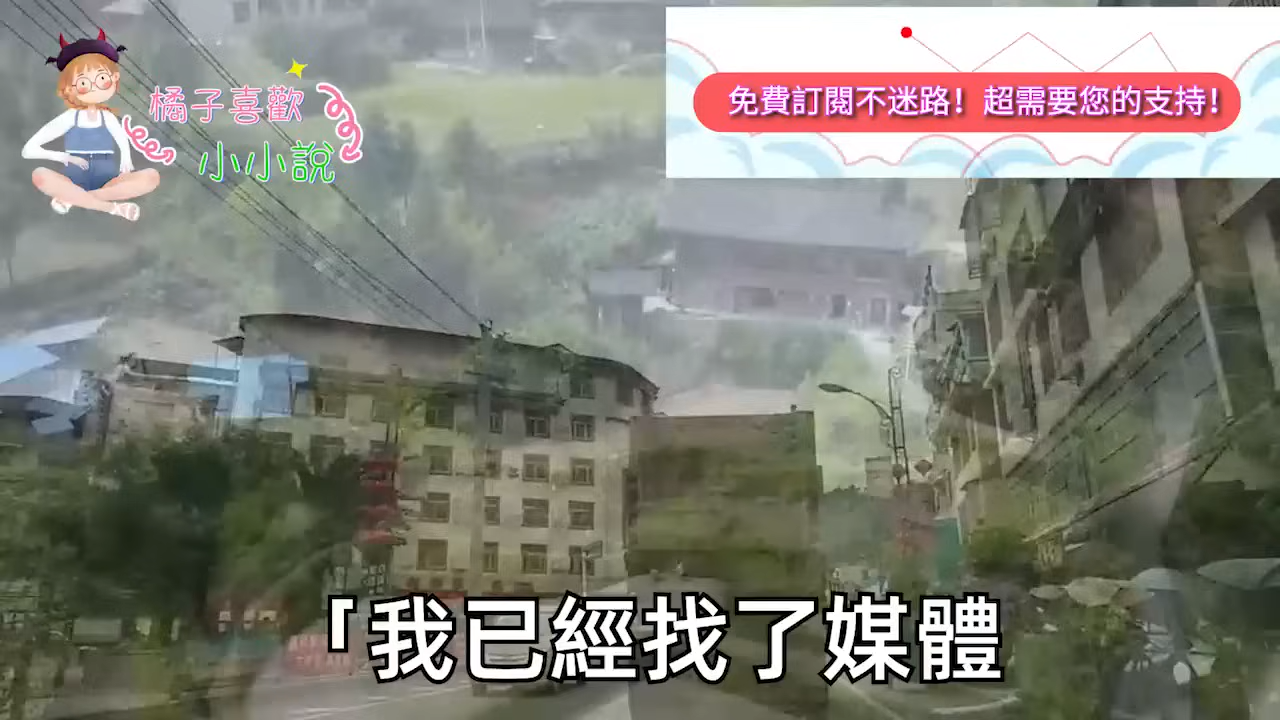 橘子喜歡
小小說
免費訂閱不迷路！超需要您的支持！
「我已經找了媒體